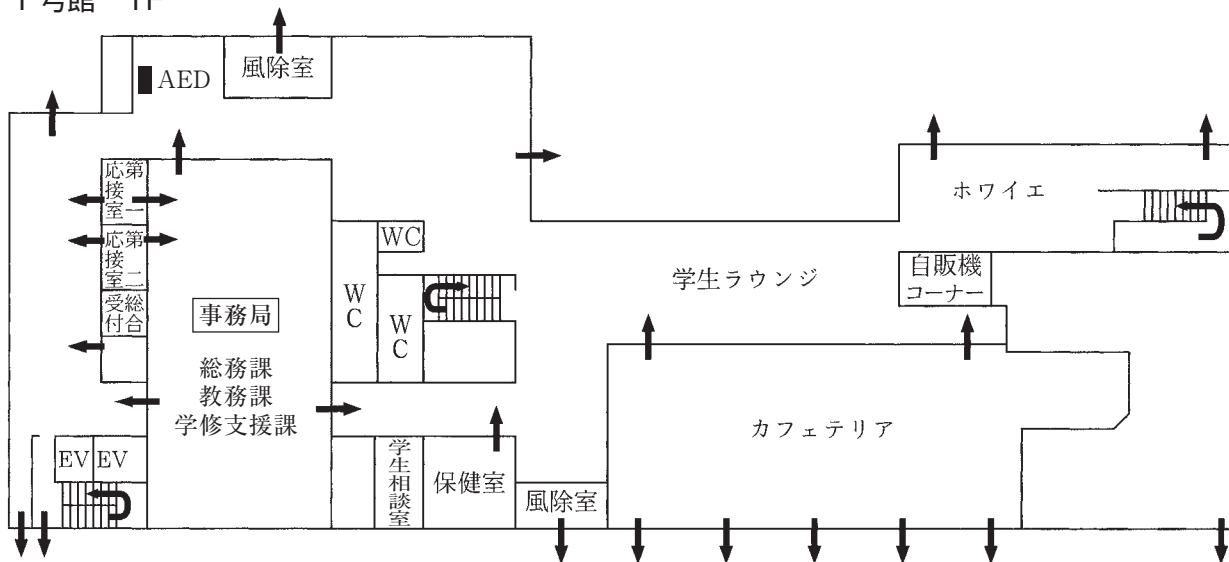 号館 1F
AED
風除室
第一
応接室
第二
応接室
総合
受付
事務局
総務課
教務課
学修支援課
WC
WC
WC
EV
EV
学生相談室
保健室
風除室
学生ラウンジ
ホワイエ
自販機
コーナー
カフェテリア